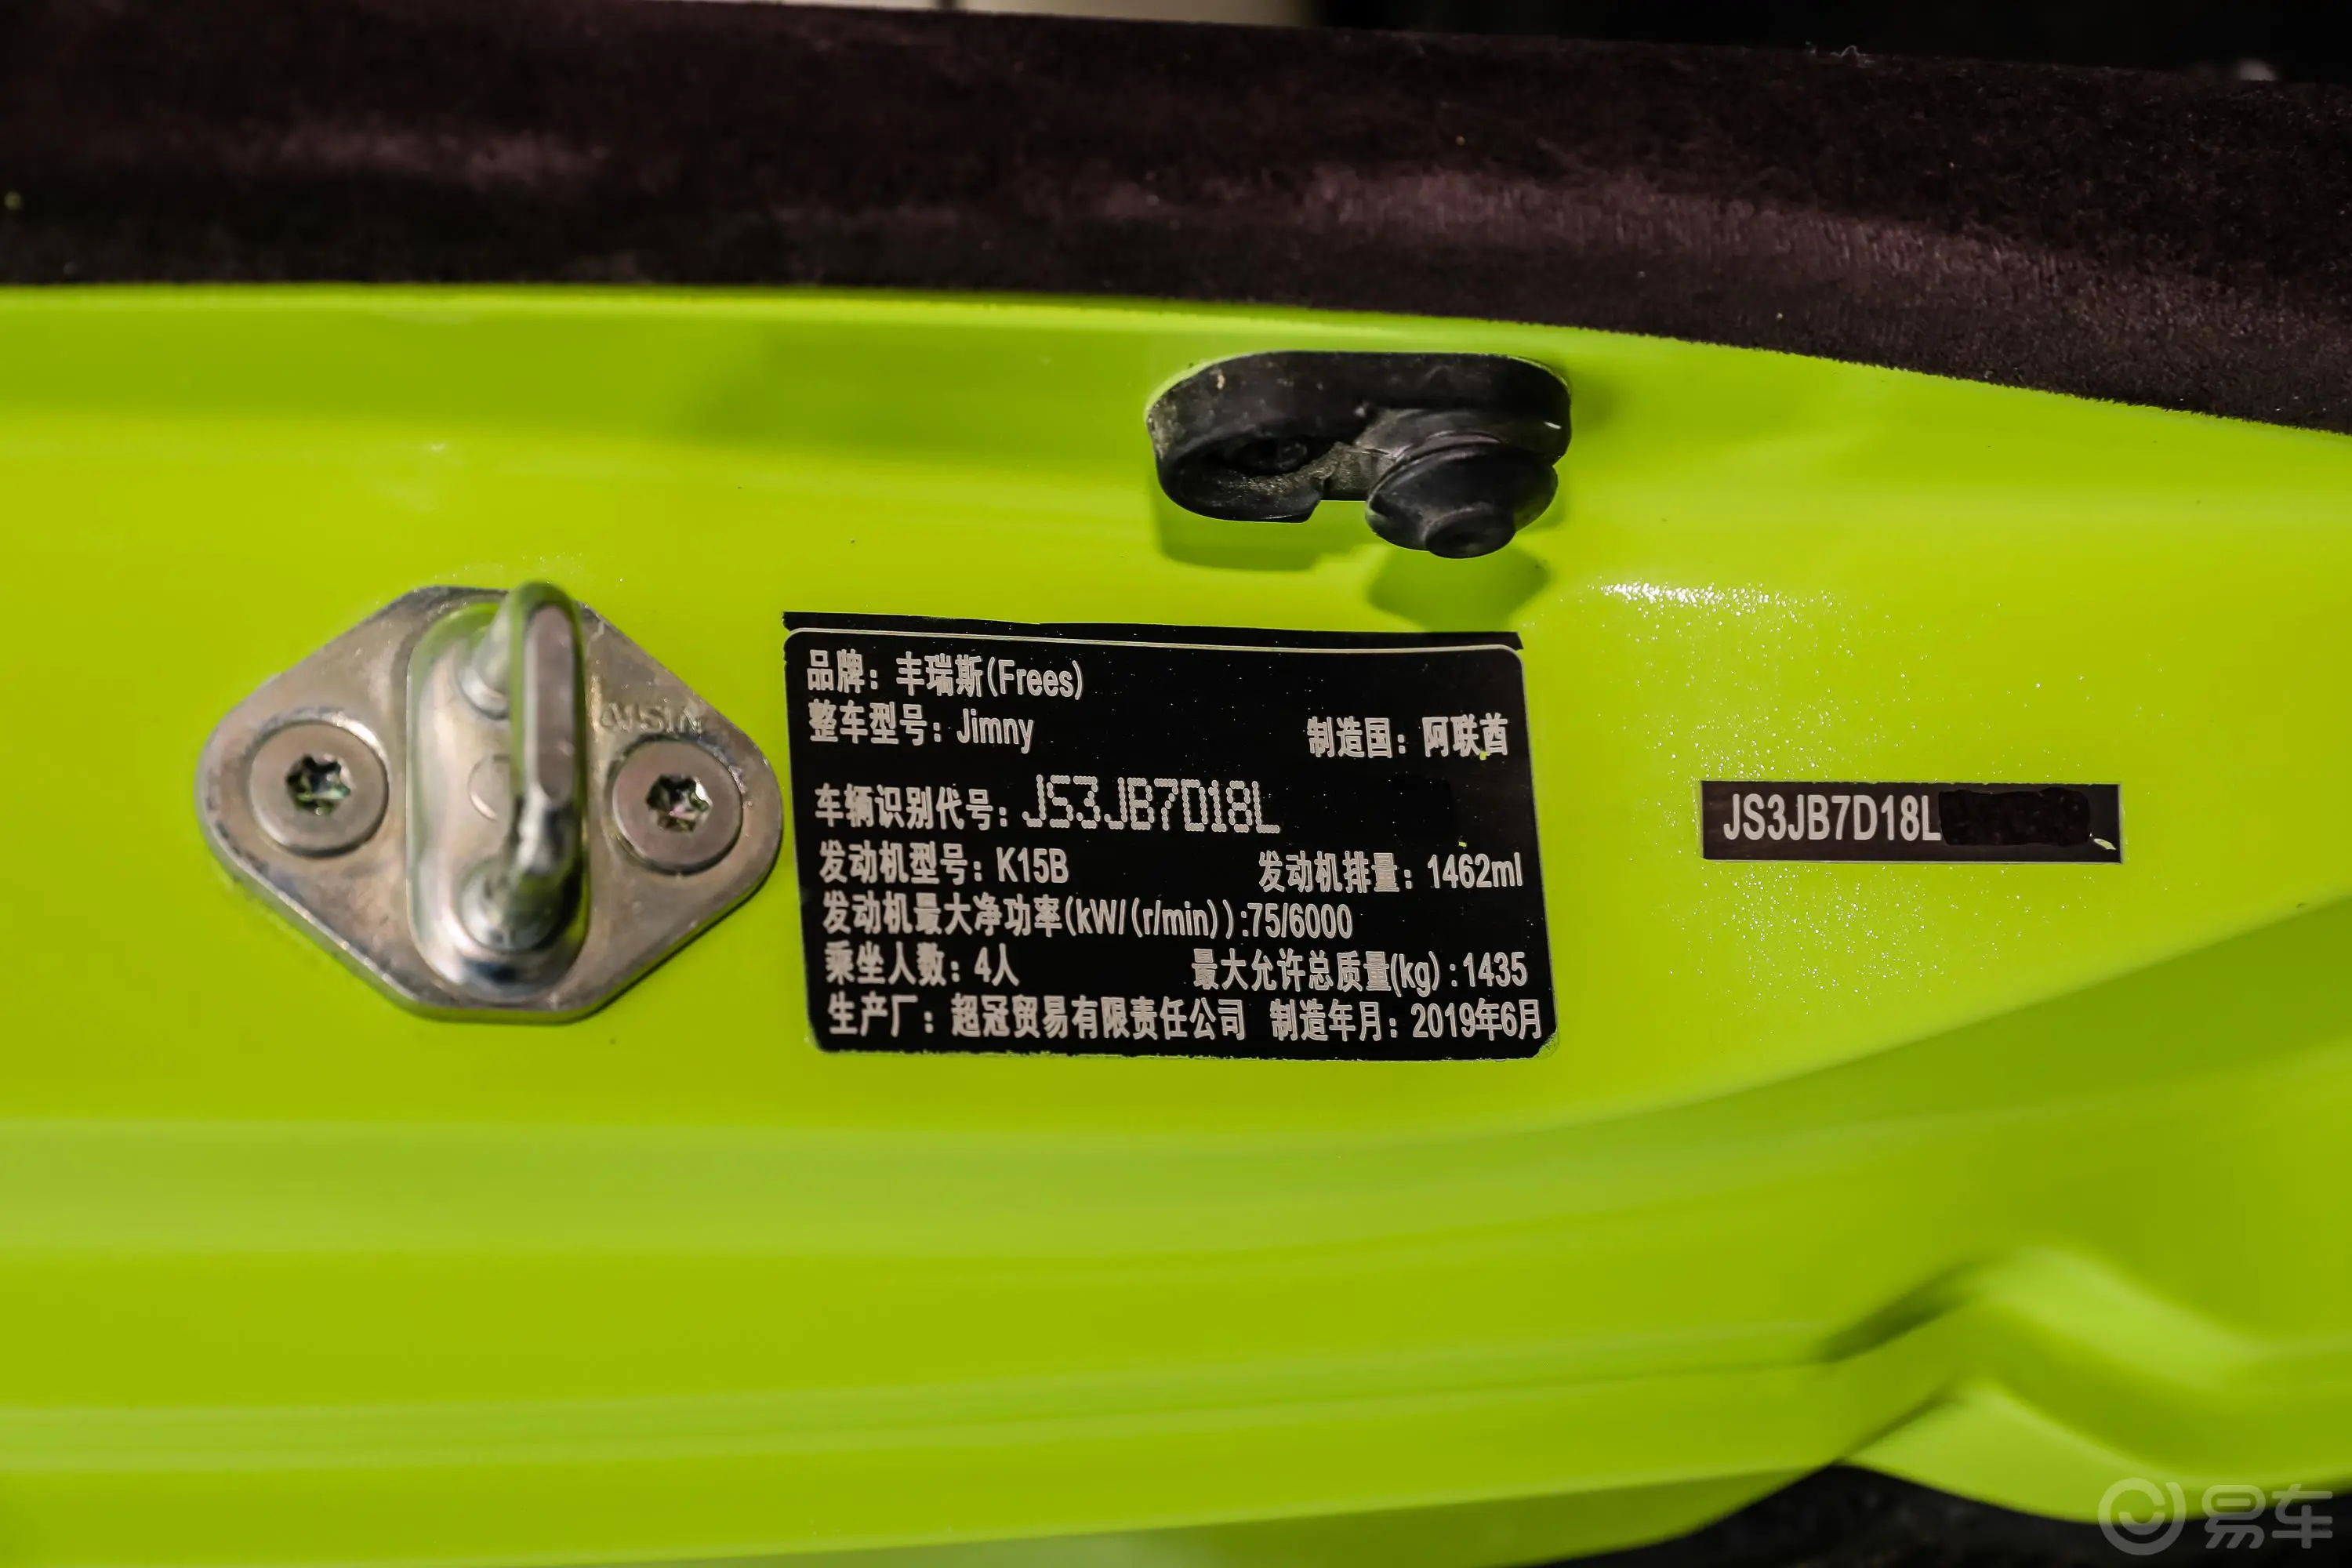 AISIN
品牌：丰瑞斯(Frees)
整车型号：Jimny 制造国：阿联酋
车辆识别代号：JS3JB7D18L
发动机型号：K15B 发动机排量：1462ml
发动机最大净功率(kW/(r/min)):75/6000
乘坐人数：4人 最大允许总质量(kg):1435
生产厂：超冠贸易有限责任公司 制造年月：2019年6月
JS3JB7D18L
易车